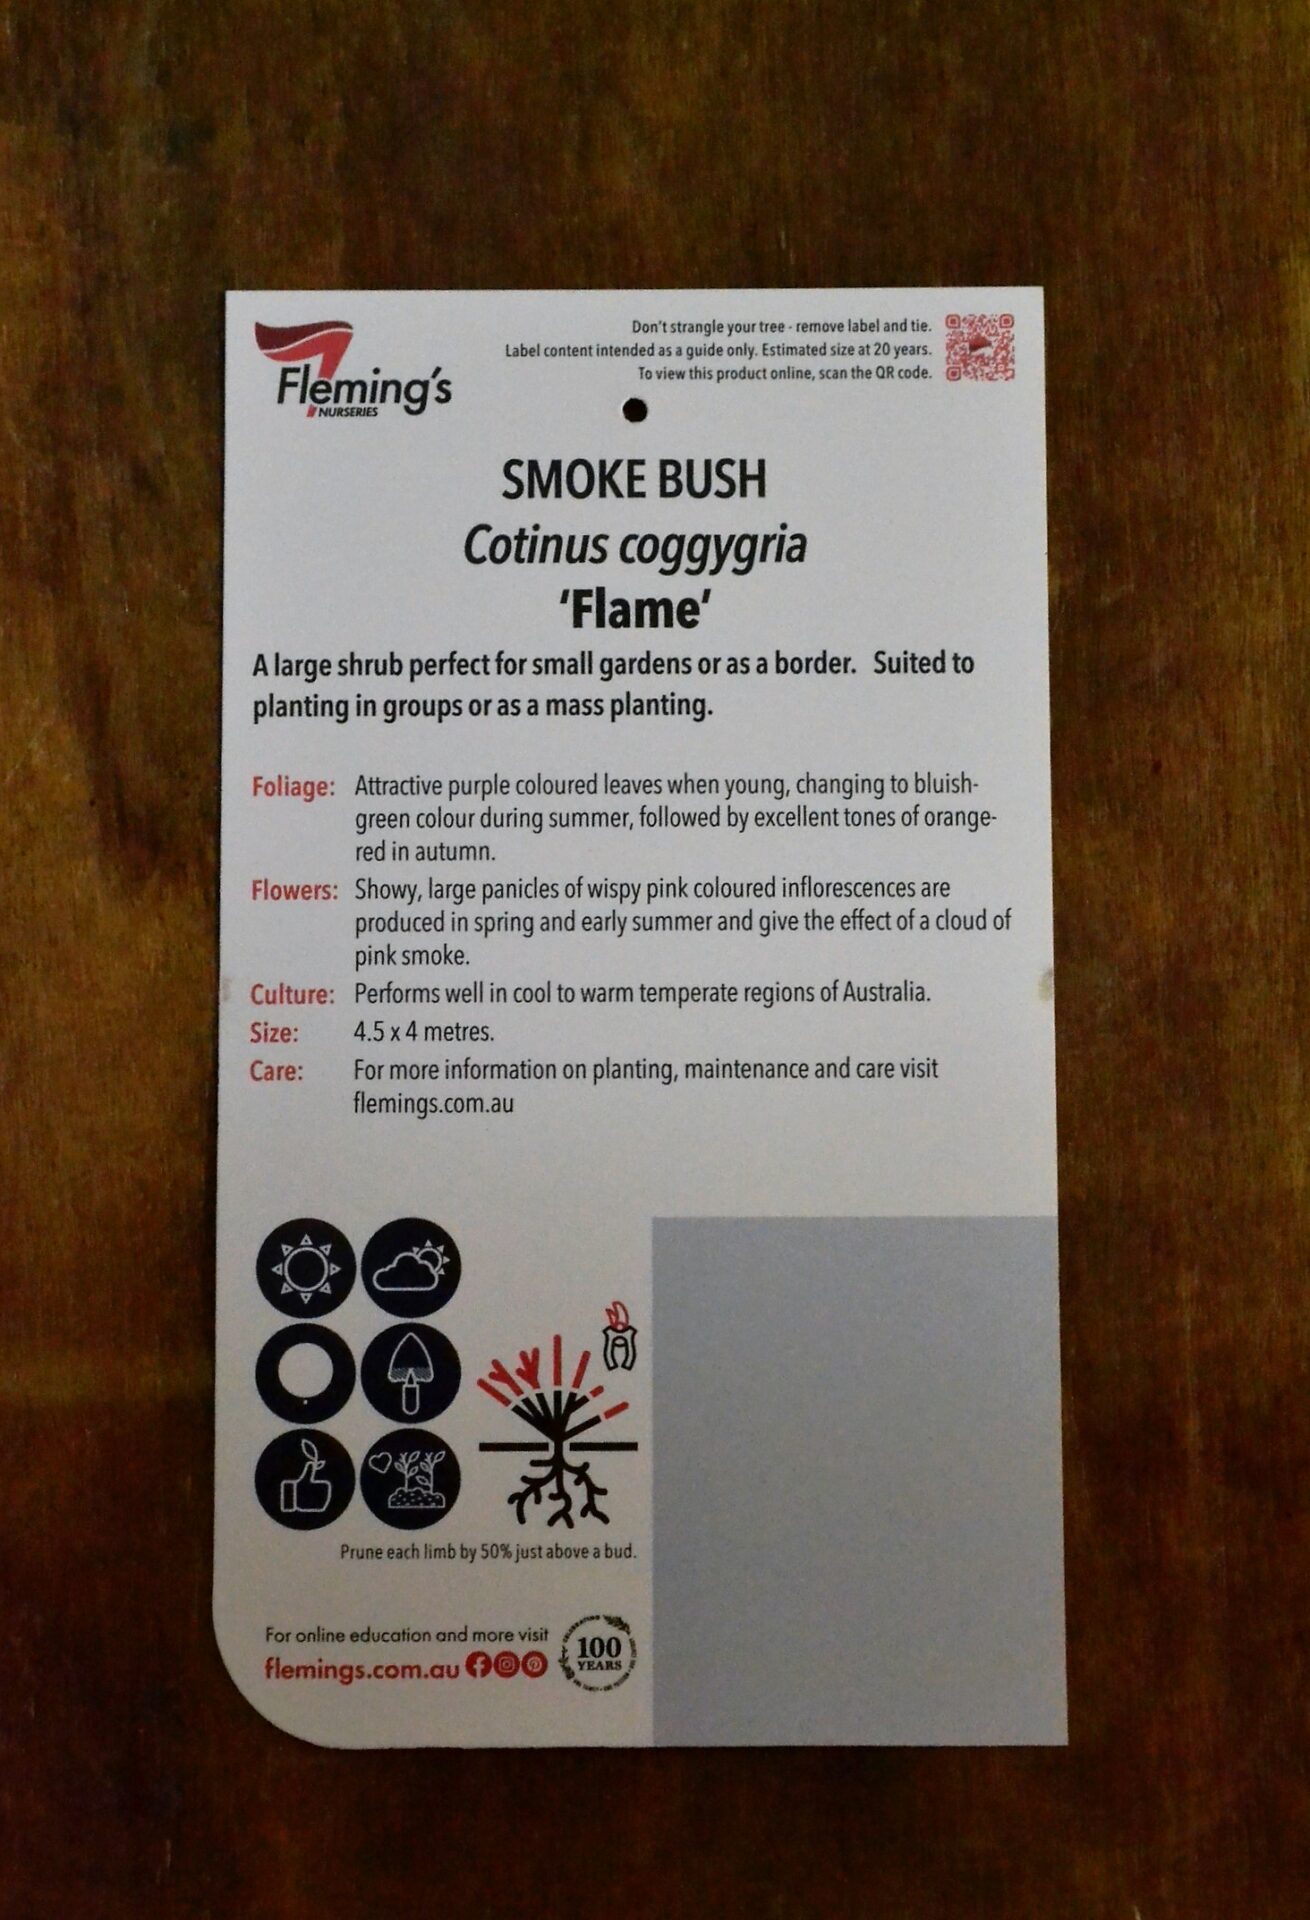 Fleming's
NURSERIES
Don't strangle your tree - remove label and tie.
Label content intended as a guide only. Estimated size at 20 years.
To view this product online, scan the QR code.
SMOKE BUSH
Cotinus coggygria
‘Flame’
A large shrub perfect for small gardens or as a border. Suited to
planting in groups or as a mass planting.
Foliage: Attractive purple coloured leaves when young, changing to bluish-
green colour during summer, followed by excellent tones of orange-
red in autumn.
Flowers: Showy, large panicles of wispy pink coloured inflorescences are
produced in spring and early summer and give the effect of a cloud of
pink smoke.
Culture: Performs well in cool to warm temperate regions of Australia.
Size: 4.5 x 4 metres.
Care: For more information on planting, maintenance and care visit
flemings.com.au
Prune each limb by 50% just above a bud.
For online education and more visit
flemings.com.au
100
YEARS